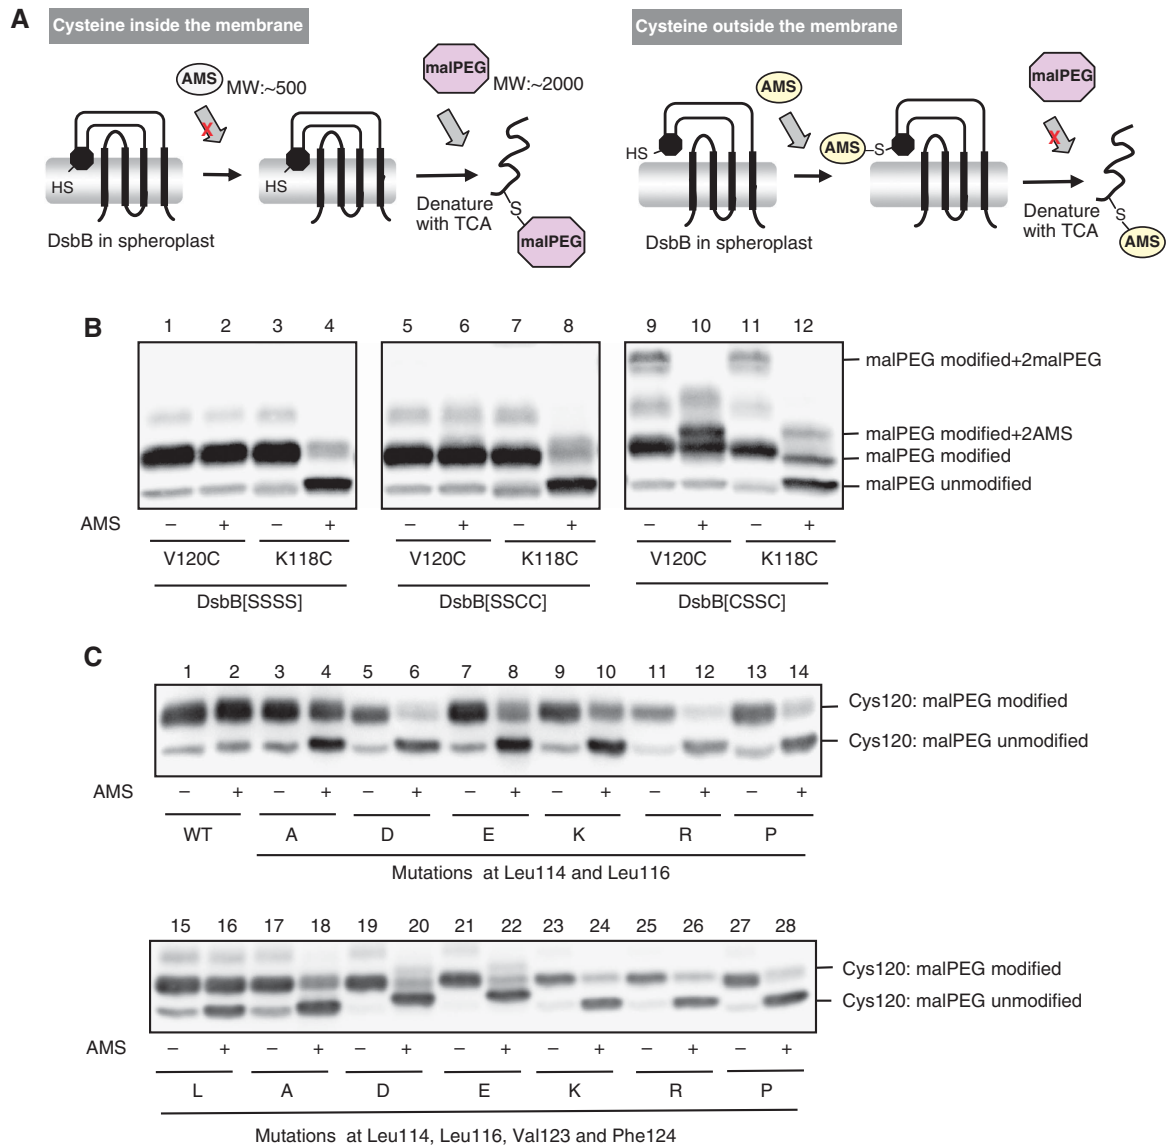 A
Cysteine inside the membrane
Cysteine outside the membrane
AMS
MW:~500
malPEG
MW:~2000
HS
HS
DsbB in spheroplast
Denature
with TCA
S
malPEG
AMS
malPEG
HS
AMS
S
DsbB in spheroplast
Denature
with TCA
S
AMS
B
1 2 3 4 5 6 7 8 9 10 11 12
malPEG modified+2malPEG
malPEG modified+2AMS
malPEG modified
malPEG unmodified
AMS – + – + – + – + – + – +
V120C K118C V120C K118C V120C K118C
DsbB[SSSS] DsbB[SSCC] DsbB[CSSC]
C
1 2 3 4 5 6 7 8 9 10 11 12 13 14
Cys120: malPEG modified
Cys120: malPEG unmodified
AMS – + – + – + – + – + – + – +
WT A D E K R P
Mutations at Leu114 and Leu116
15 16 17 18 19 20 21 22 23 24 25 26 27 28
Cys120: malPEG modified
Cys120: malPEG unmodified
AMS – + – + – + – + – + – + – +
L A D E K R P
Mutations at Leu114, Leu116, Val123 and Phe124